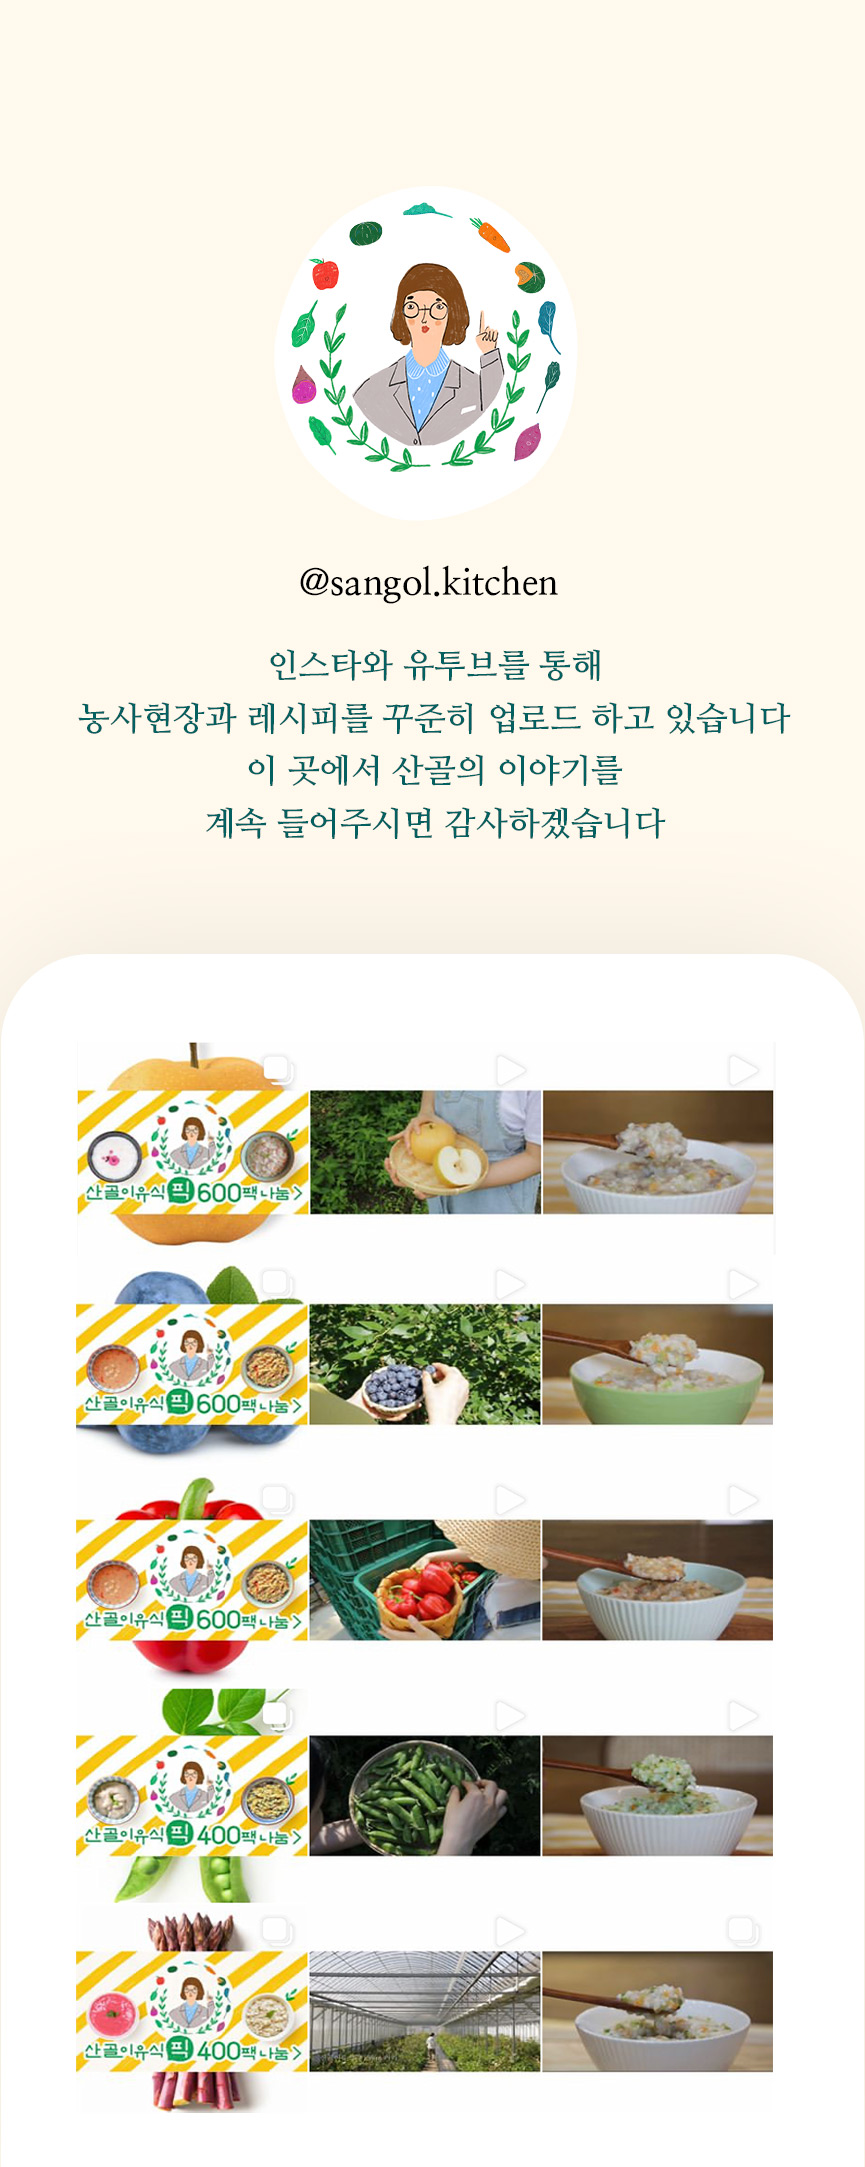 @sangol.kitchen
인스타와 유투브를 통해
농사현장과 레시피를 꾸준히 업로드 하고 있습니다
이 곳에서 산골의 이야기를
계속 들어주시면 감사하겠습니다
산골이유식 픽 600팩 나눔>
산골이유식 픽 600팩 나눔>
산골이유식 픽 600팩 나눔>
산골이유식 픽 400팩 나눔>
산골이유식 픽 400팩 나눔>